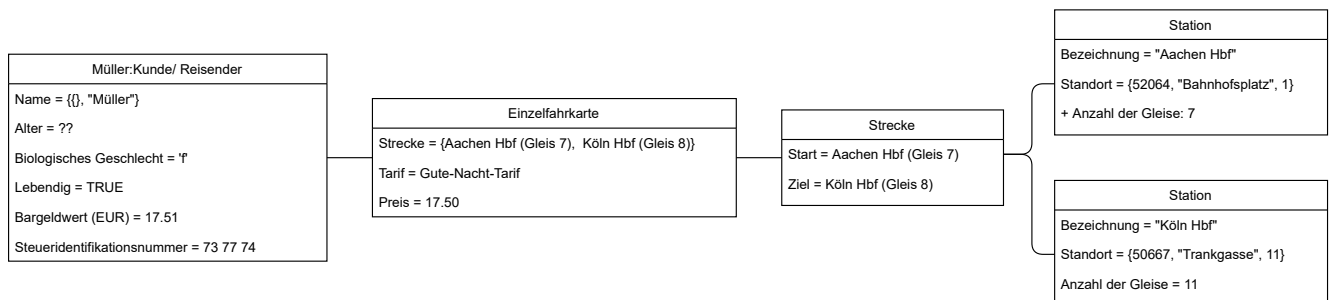 Müller:Kunde/ Reisender
Name = {{}, "Müller"}
Alter = ??
Biologisches Geschlecht = 'f'
Lebendig = TRUE
Bargeldwert (EUR) = 17.51
Steueridentifikationsnummer = 73 77 74
Einzelfahrkarte
Strecke = {Aachen Hbf (Gleis 7), Köln Hbf (Gleis 8)}
Tarif = Gute-Nacht-Tarif
Preis = 17.50
Strecke
Start = Aachen Hbf (Gleis 7)
Ziel = Köln Hbf (Gleis 8)
Station
Bezeichnung = "Aachen Hbf"
Standort = {52064, "Bahnhofsplatz", 1}
+ Anzahl der Gleise: 7
Station
Bezeichnung = "Köln Hbf"
Standort = {50667, "Trankgasse", 11}
Anzahl der Gleise = 11